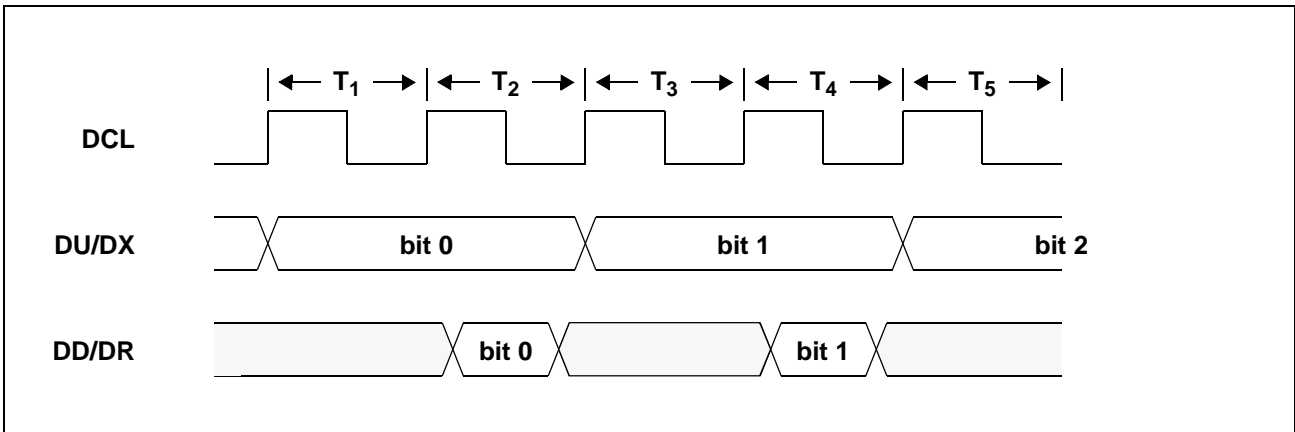 T₁ T₂ T₃ T₄ T₅
DCL
DU/DX bit 0 bit 1 bit 2
DD/DR bit 0 bit 1